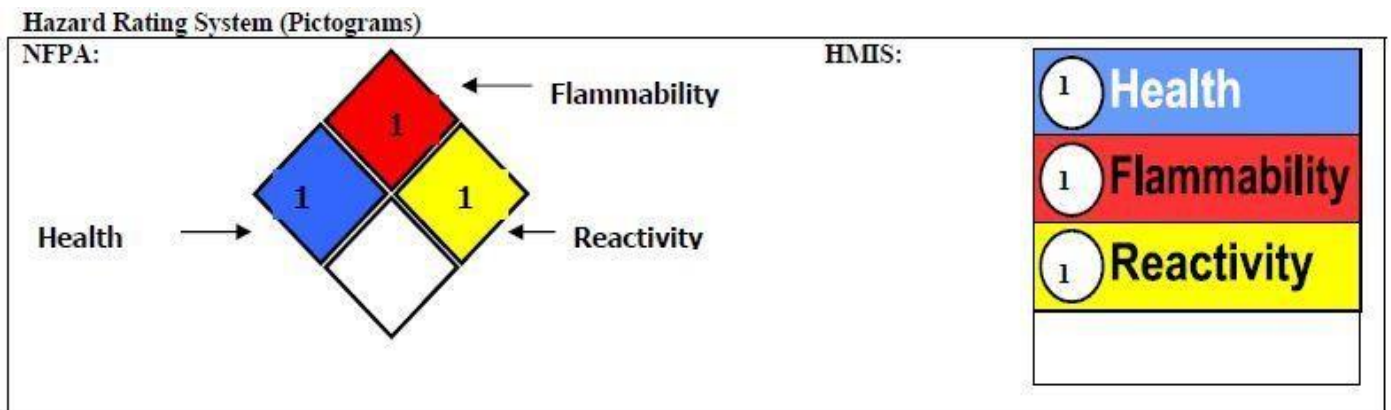 Hazard Rating System (Pictograms)
NFPA:
HMIS:
Flammability
1
1
1
Health
Reactivity
1 Health
1 Flammability
1 Reactivity